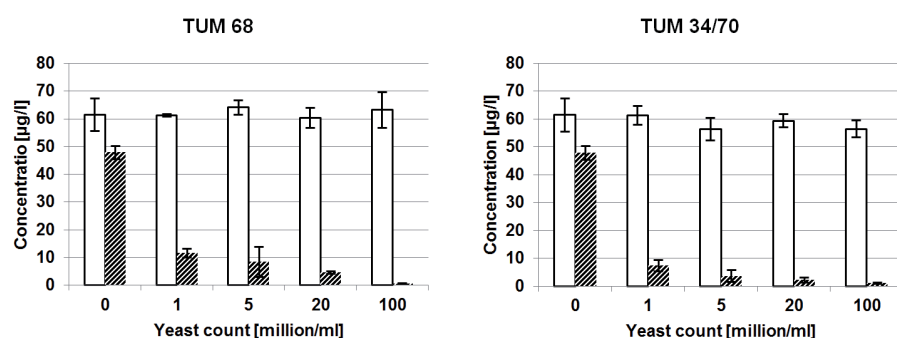 TUM 68
Concentratio [µg/l]
80
70
60
50
40
30
20
10
0
0 1 5 20 100
Yeast count [million/ml]
TUM 34/70
Concentration [µg/l]
80
70
60
50
40
30
20
10
0
0 1 5 20 100
Yeast count [million/ml]